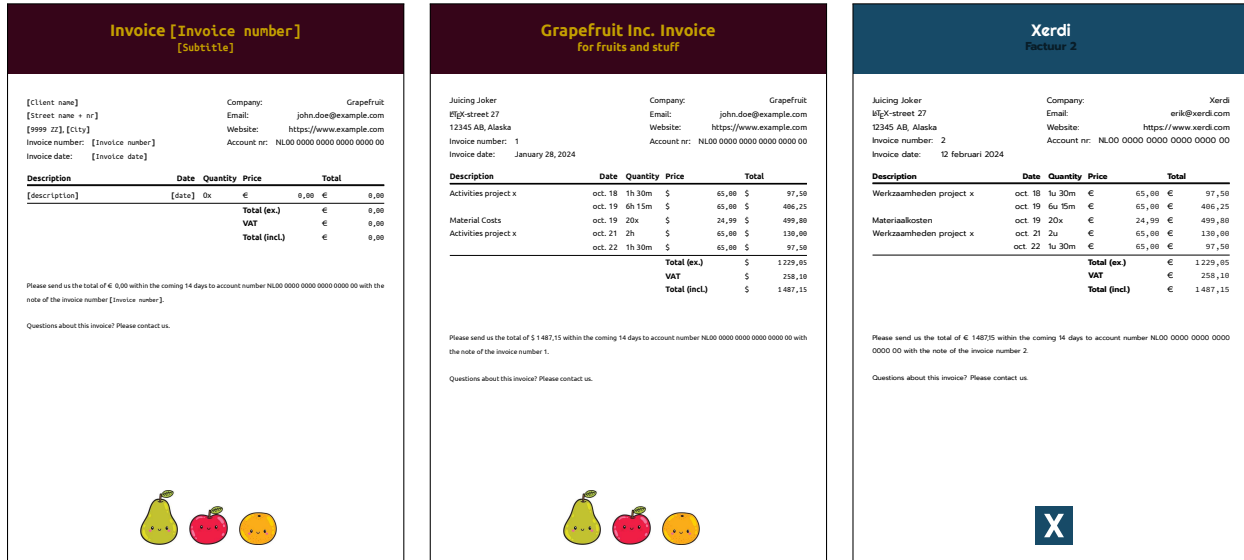 Invoice [Invoice number]
[Subtitle]
[Client name]
[Street name + nr]
[9999 ZZ], [City]
Invoice number: [Invoice number]
Invoice date: [Invoice date]
Company: Grapefruit
Email: john.doe@example.com
Website: https://www.example.com
Account nr: NL00 0000 0000 0000 0000 00
Description Date Quantity Price Total
[description] [date] 0x € 0,00 € 0,00
Total (ex.) € 0,00
VAT € 0,00
Total (incl.) € 0,00
Please send us the total of € 0,00 within the coming 14 days to account number NL00 0000 0000 0000 0000 00 with the
note of the invoice number [Invoice number].
Questions about this invoice? Please contact us.
Grapefruit Inc. Invoice
for fruits and stuff
Juicing Joker
LATEX-street 27
12345 AB, Alaska
Invoice number: 1
Invoice date: January 28, 2024
Company: Grapefruit
Email: john.doe@example.com
Website: https://www.example.com
Account nr: NL00 0000 0000 0000 0000 00
Description Date Quantity Price Total
Activities project x oct. 18 1h 30m $ 65,00 $ 97,50
oct. 19 6h 15m $ 65,00 $ 406,25
Material Costs oct. 19 20x $ 24,99 $ 499,80
Activities project x oct. 21 2h $ 65,00 $ 130,00
oct. 22 1h 30m $ 65,00 $ 97,50
Total (ex.) $ 1229,05
VAT $ 258,10
Total (incl.) $ 1487,15
Please send us the total of $ 1487,15 within the coming 14 days to account number NL00 0000 0000 0000 0000 00 with
the note of the invoice number 1.
Questions about this invoice? Please contact us.
Xerdi
Factuur 2
Juicing Joker
LATEX-street 27
12345 AB, Alaska
Invoice number: 2
Invoice date: 12 februari 2024
Company: Xerdi
Email: erik@xerdi.com
Website: https://www.xerdi.com
Account nr: NL00 0000 0000 0000 0000 00
Description Date Quantity Price Total
Werkzaamheden project x oct. 18 1u 30m € 65,00 € 97,50
oct. 19 6u 15m € 65,00 € 406,25
Materiaalkosten oct. 19 20x € 24,99 € 499,80
Werkzaamheden project x oct. 21 2u € 65,00 € 130,00
oct. 22 1u 30m € 65,00 € 97,50
Total (ex.) € 1229,05
VAT € 258,10
Total (incl.) € 1487,15
Please send us the total of € 1487,15 within the coming 14 days to account number NL00 0000 0000 0000
0000 00 with the note of the invoice number 2.
Questions about this invoice? Please contact us.
X